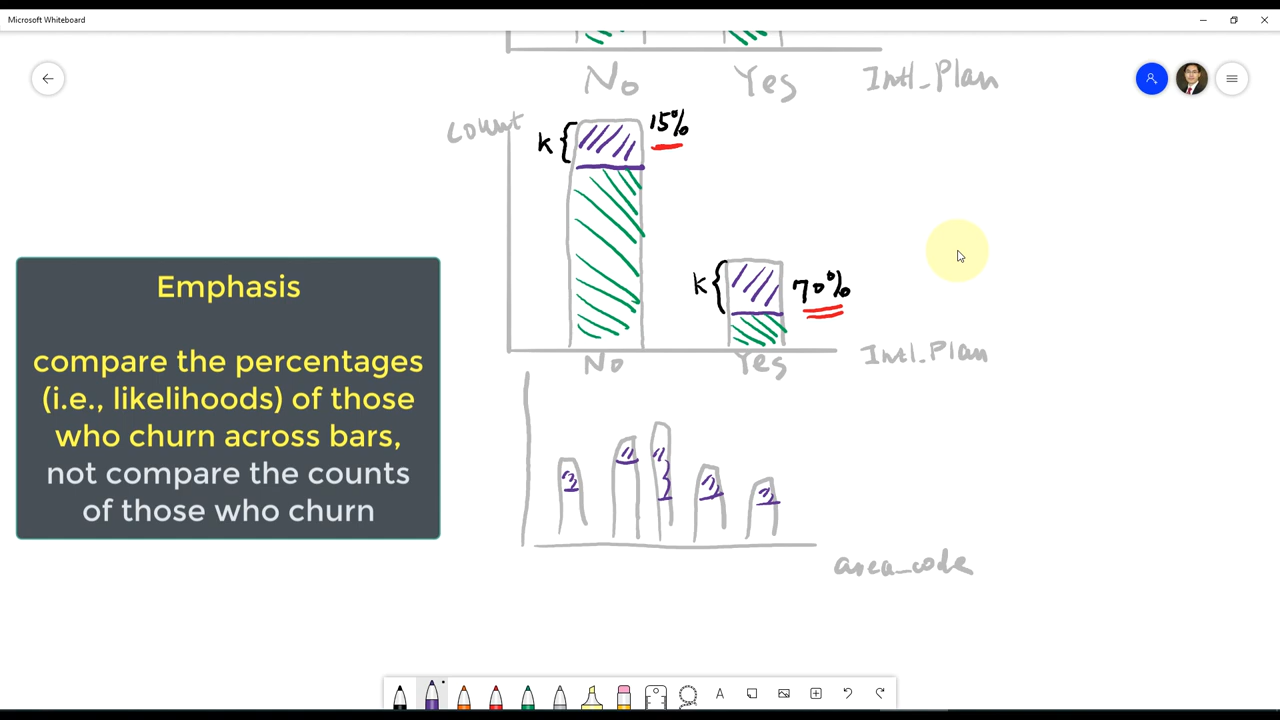 Microsoft Whiteboard
No Yes Intl_Plan
count
15%
K
K 70%
No Yes Intl_Plan
Emphasis
compare the percentages
(i.e., likelihoods) of those
who churn across bars,
not compare the counts
of those who churn
area_code
A